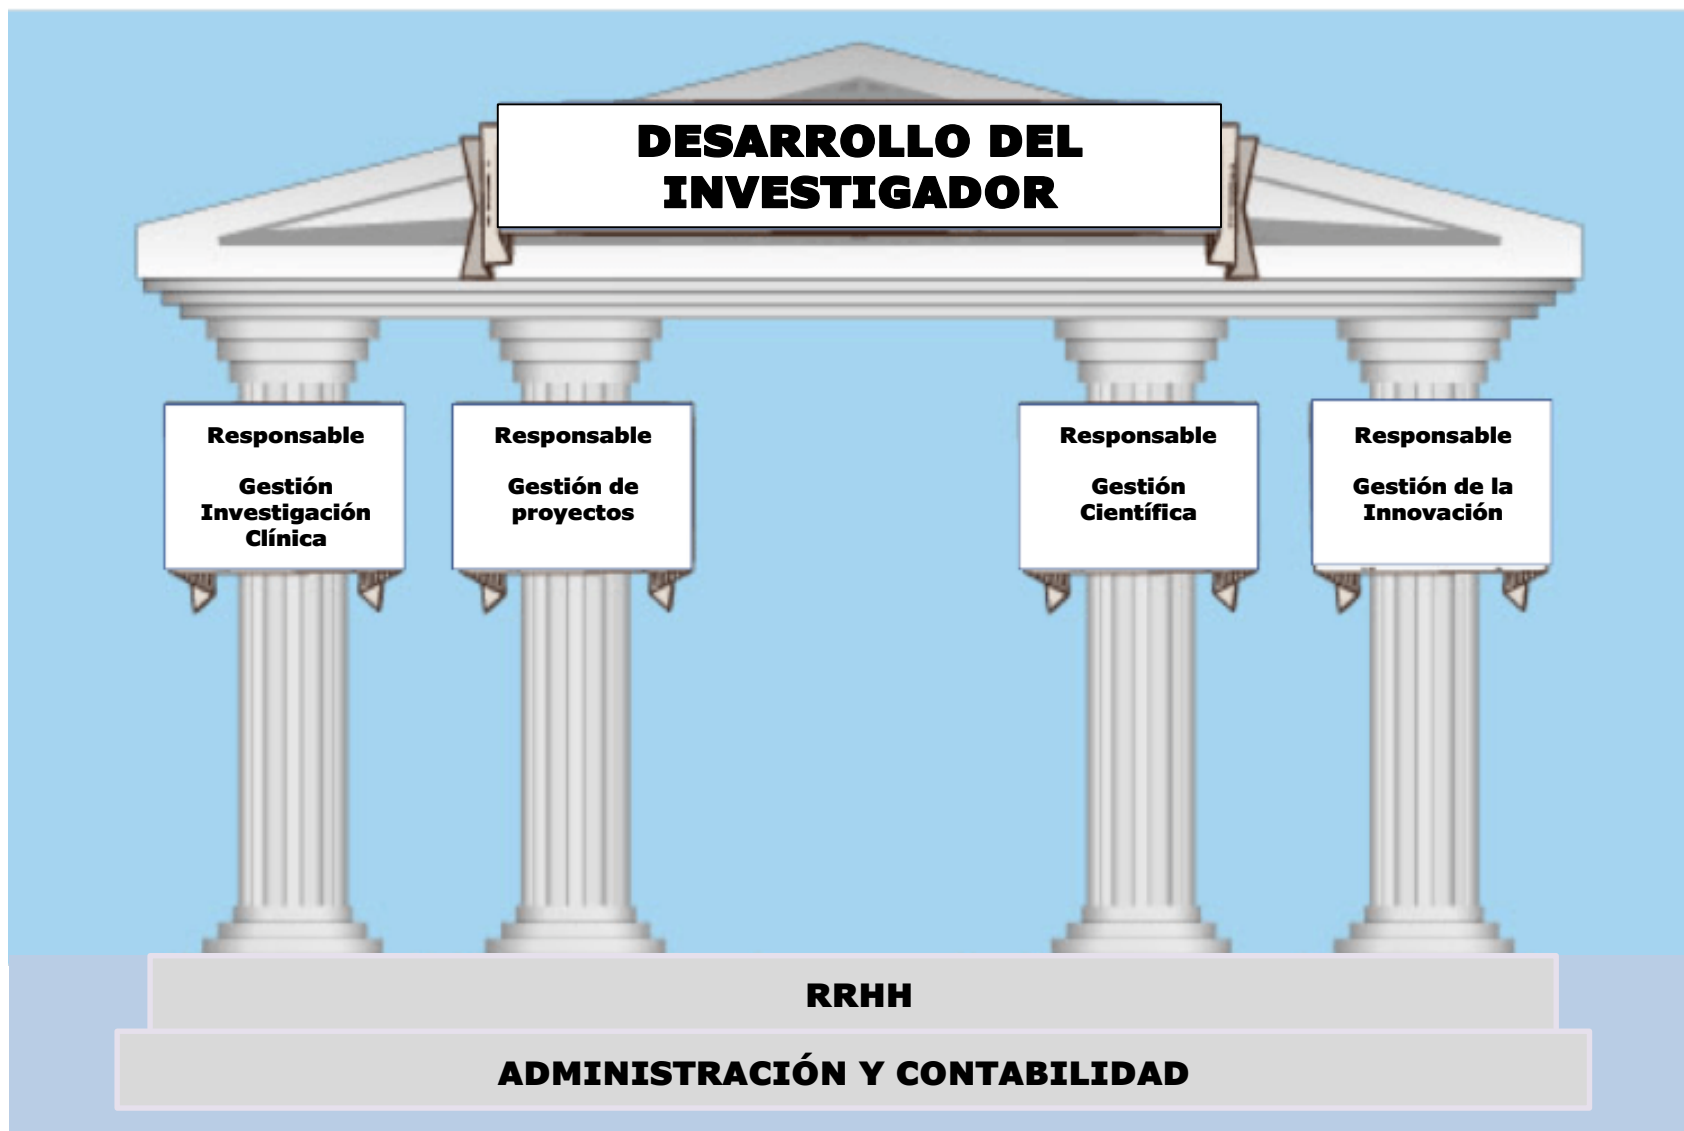 DESARROLLO DEL
INVESTIGADOR
Responsable
Gestión
Investigación
Clínica
Responsable
Gestión de
proyectos
Responsable
Gestión
Científica
Responsable
Gestión de la
Innovación
RRHH
ADMINISTRACIÓN Y CONTABILIDAD